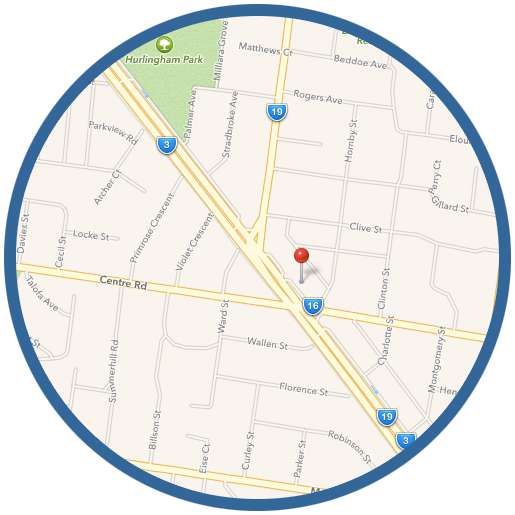 Hurlingham Park
Millara Grove
Matthews Ct
Beddoe Ave
Rogers Ave
19
Palmer Ave
Stradbroke Ave
Hornby St
Parkview Rd
3
Archer Ct
Perry Ct
Gillard St
Primrose Crescent
Violet Crescent
Clive St
Davies St
Cecil St
Locke St
Centre Rd
Talofa Ave
Clinton St
16
Ward St
Wallen St
Charlotte St
Montgomery St
Summerhill Rd
Florence St
19
3
Billson St
Elsie Ct
Curley St
Parker St
Robinson St